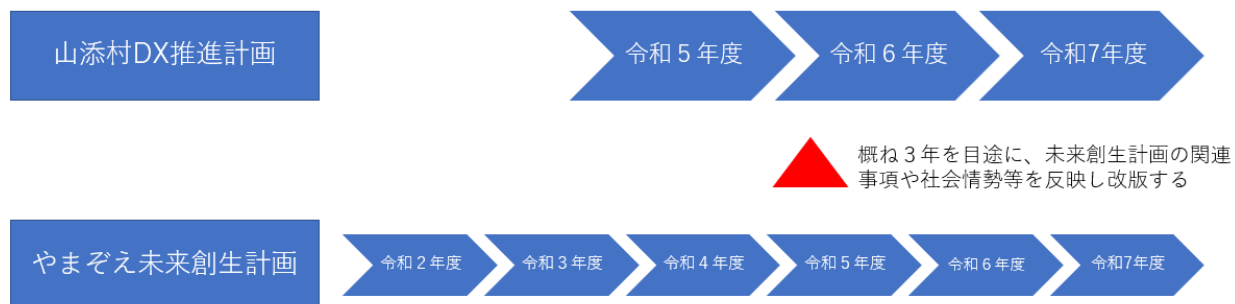 山添村DX推進計画
令和５年度
令和６年度
令和7年度
概ね３年を目途に、未来創生計画の関連
事項や社会情勢等を反映し改版する
やまぞえ未来創生計画
令和２年度
令和３年度
令和４年度
令和５年度
令和６年度
令和7年度